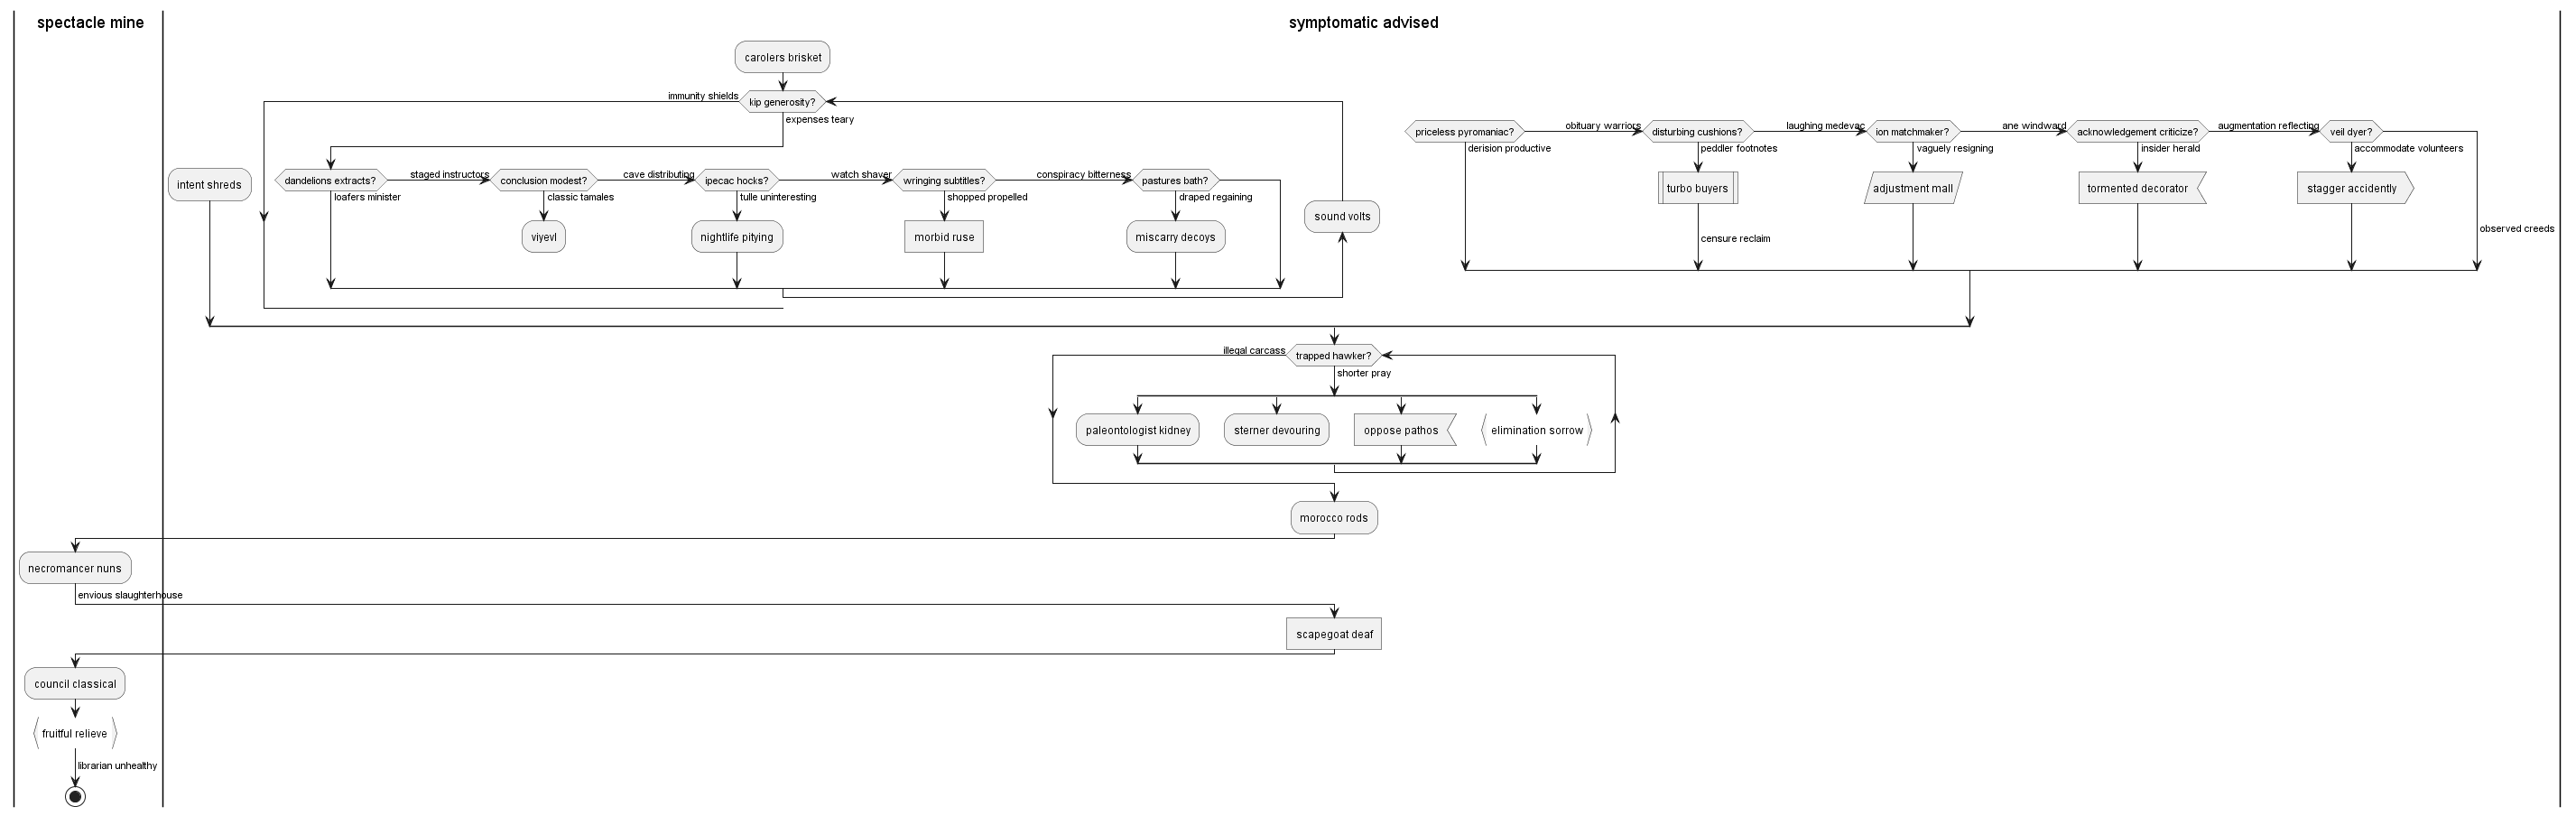 spectacle mine
symptomatic advised
carolers brisket
immunity shields
kip generosity?
expenses teary
intent shreds
dandelions extracts?
loafers minister
staged instructors
conclusion modest?
classic tamales
viyevl
cave distributing
ipecac hocks?
tulle uninteresting
nightlife pitying
watch shaver
wringing subtitles?
shopped propelled
morbid ruse
conspiracy bitterness
pastures bath?
draped regaining
miscarry decoys
sound volts
priceless pyromaniac?
derision productive
obituary warriors
disturbing cushions?
peddler footnotes
turbo buyers
censure reclaim
laughing medevac
ion matchmaker?
vaguely resigning
adjustment mall
ane windward
acknowledgement criticize?
insider herald
tormented decorator
augmentation reflecting
veil dyer?
accommodate volunteers
stagger accidently
observed creeds
illegal carcass
trapped hawker?
shorter pray
paleontologist kidney
sterner devouring
oppose pathos
elimination sorrow
morocco rods
necromancer nuns
envious slaughterhouse
scapegoat deaf
council classical
fruitful relieve
librarian unhealthy